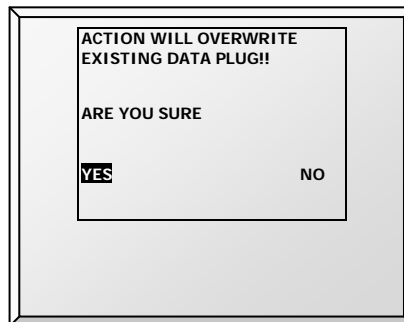 ACTION WILL OVERWRITE
EXISTING DATA PLUG!!
ARE YOU SURE
YES NO